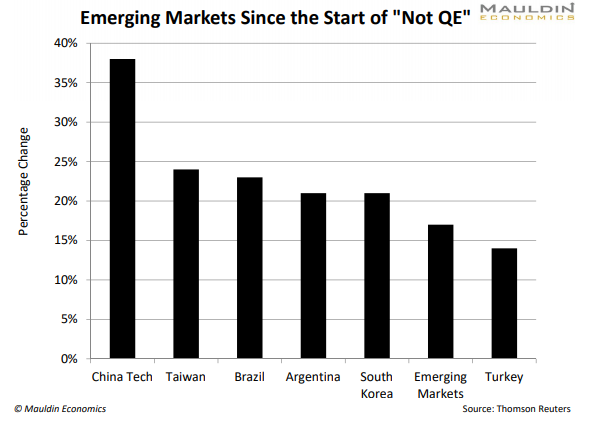 Emerging Markets Since the Start of "Not QE"
MAULDIN
ECONOMICS
40%
35%
30%
25%
20%
15%
10%
5%
0%
Percentage Change
China Tech
Taiwan
Brazil
Argentina
South
Korea
Emerging
Markets
Turkey
© Mauldin Economics
Source: Thomson Reuters